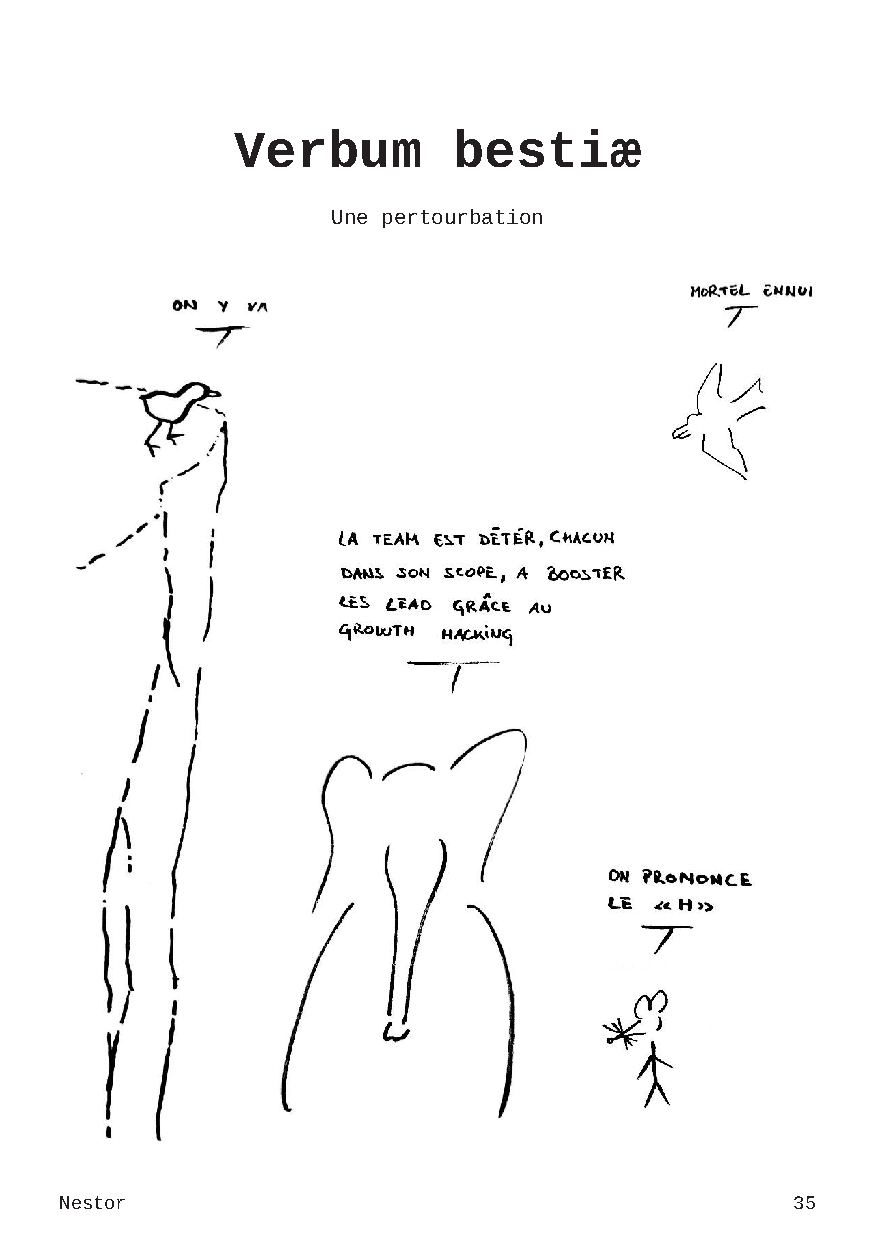 Verbum bestiæ
Une pertourbation
ON Y VA
MORTEL ENNUI
LA TEAM EST DÉTÉR, CHACUN
DANS SON SCOPE, A BOOSTER
LES LEAD GRÂCE AU
GROWTH HACKING
ON PRONONCE
LE «H»
Nestor
35